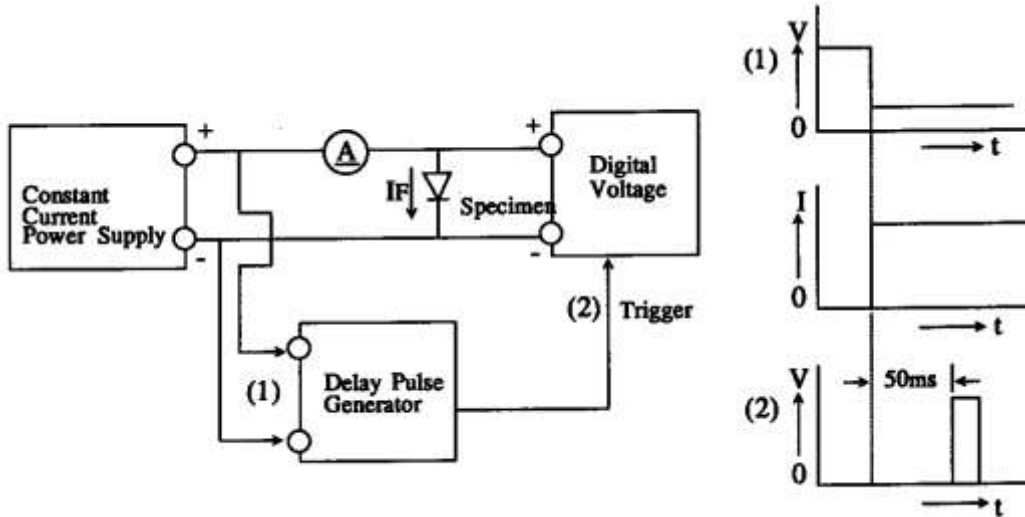 Constant
Current
Power Supply
+
-
A
IF
Specimen
+
-
Digital
Voltage
(1)
Delay Pulse
Generator
(2)
Trigger
(1)
V
0
t
I
0
t
(2)
V
50ms
0
t